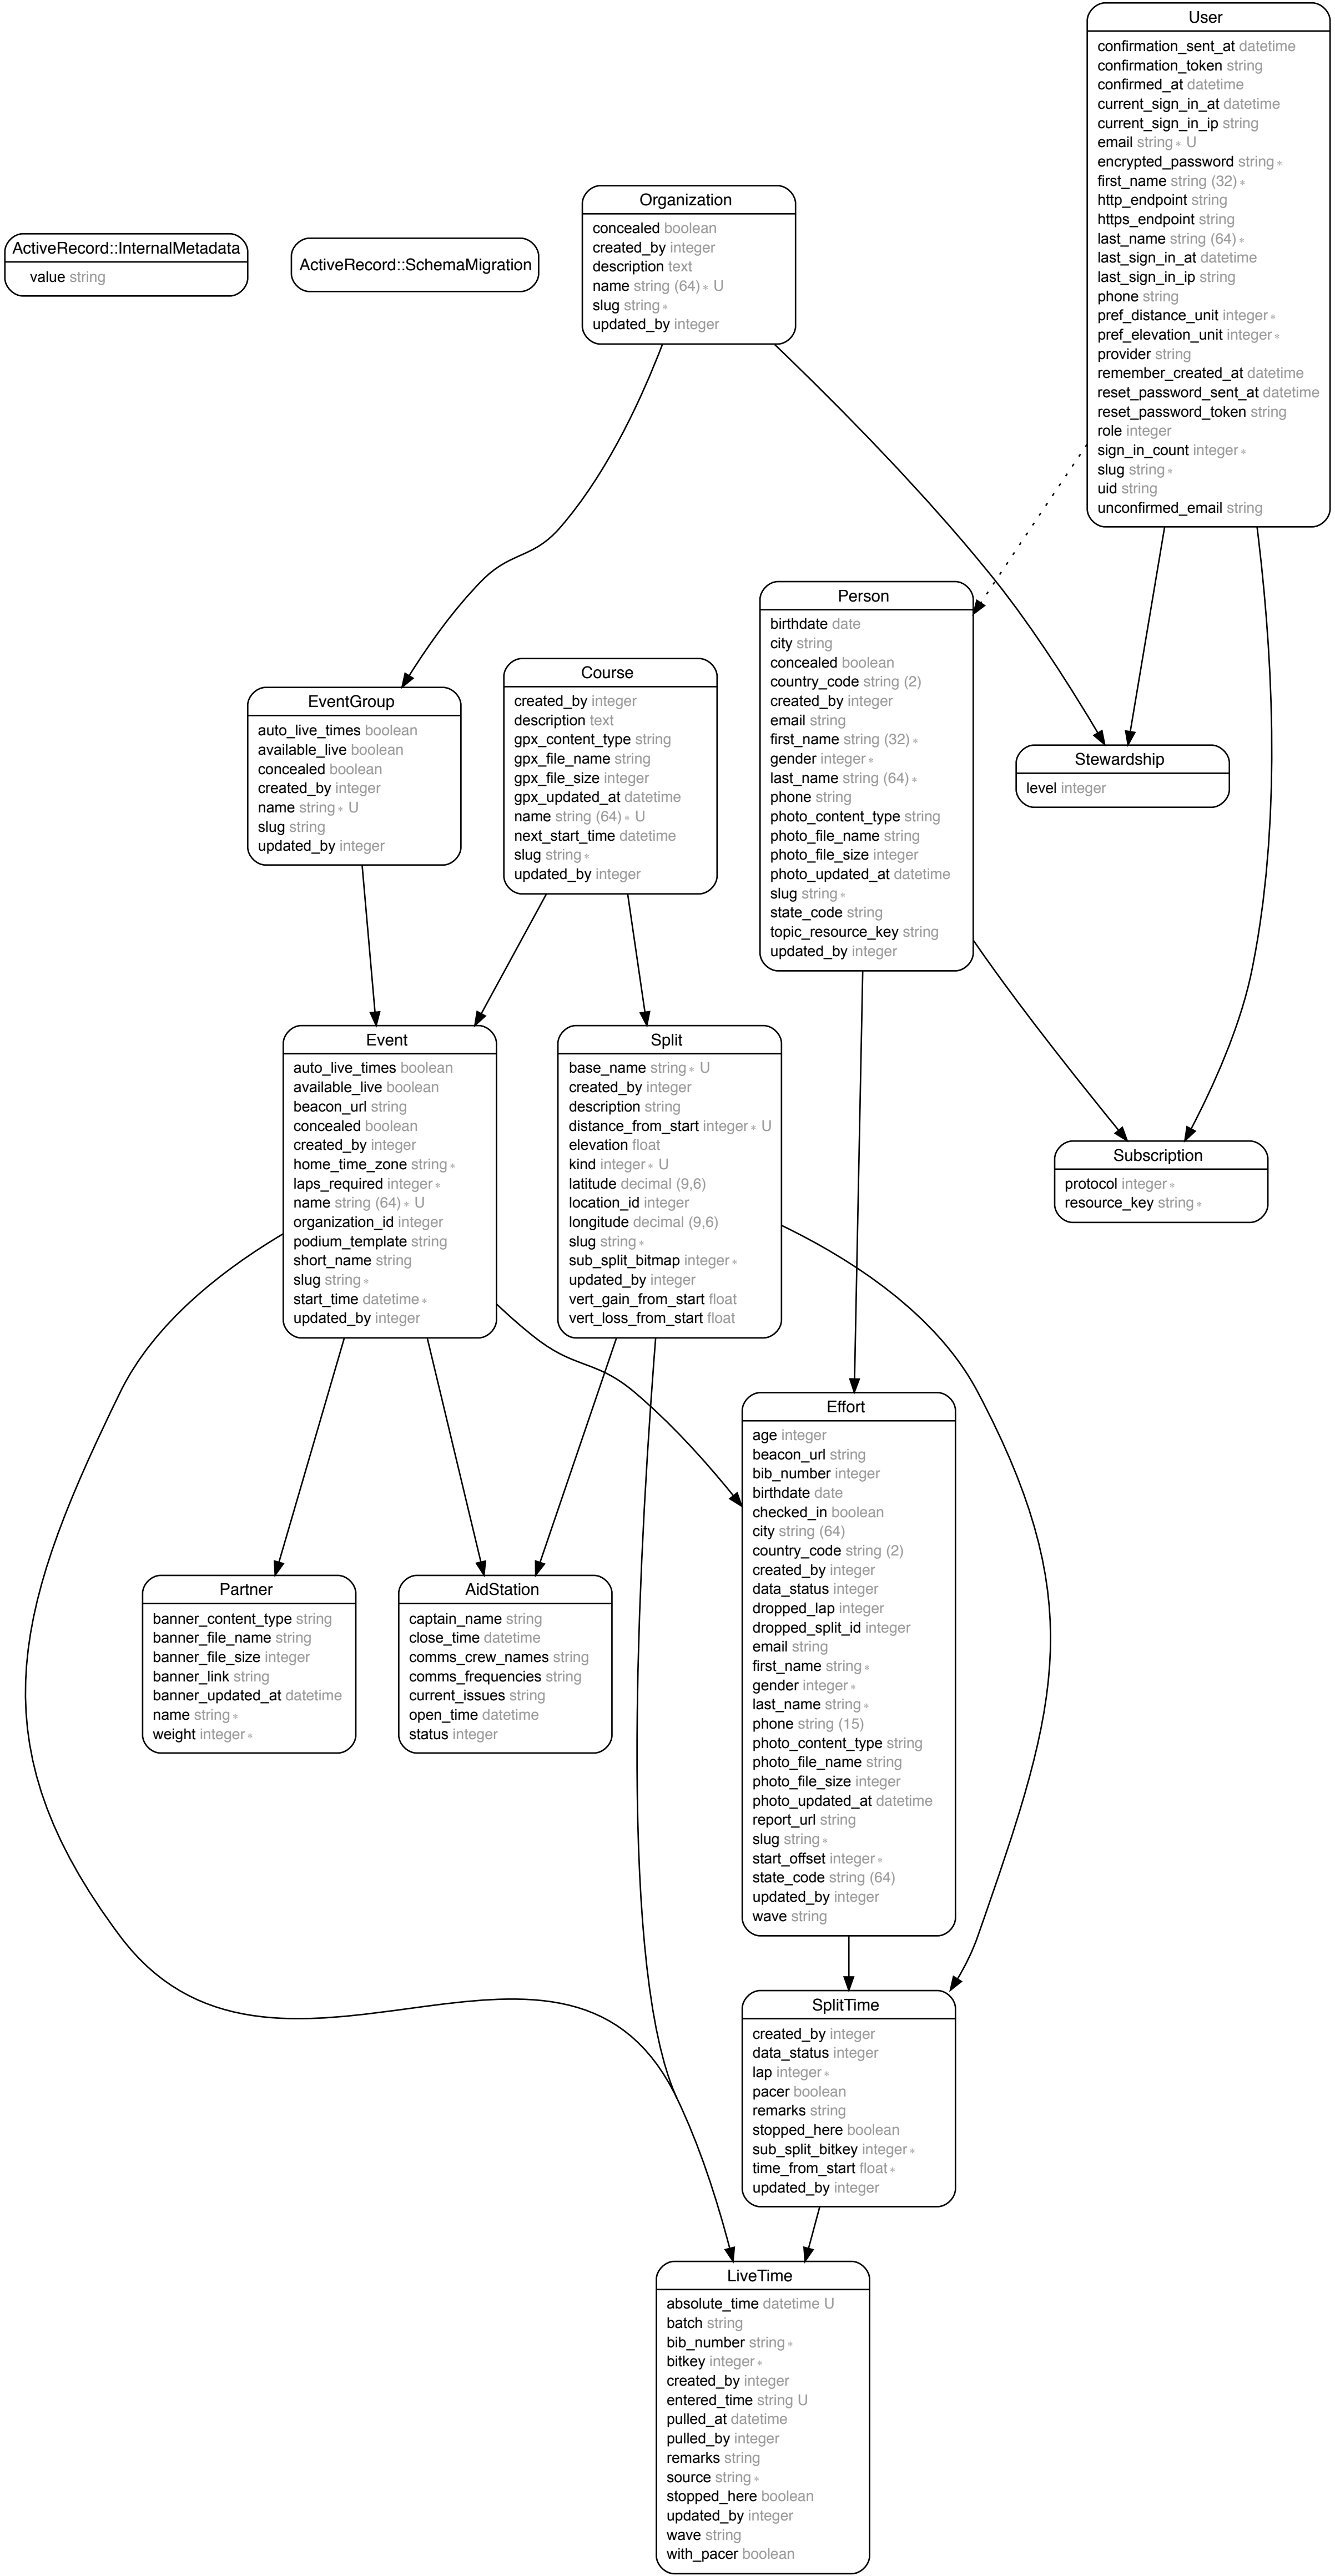 User
confirmation_sent_at datetime
confirmation_token string
confirmed_at datetime
current_sign_in_at datetime
current_sign_in_ip string
email string∗ U
encrypted_password string∗
first_name string (32)∗
http_endpoint string
https_endpoint string
last_name string (64)∗
last_sign_in_at datetime
last_sign_in_ip string
phone string
pref_distance_unit integer∗
pref_elevation_unit integer∗
provider string
remember_created_at datetime
reset_password_sent_at datetime
reset_password_token string
role integer
sign_in_count integer∗
slug string∗
uid string
unconfirmed_email string
Organization
concealed boolean
created_by integer
description text
name string (64)∗ U
slug string∗
updated_by integer
ActiveRecord::InternalMetadata
value string
ActiveRecord::SchemaMigration
Person
birthdate date
city string
concealed boolean
country_code string (2)
created_by integer
email string
first_name string (32)∗
gender integer∗
last_name string (64)∗
phone string
photo_content_type string
photo_file_name string
photo_file_size integer
photo_updated_at datetime
slug string∗
state_code string
topic_resource_key string
updated_by integer
Course
created_by integer
description text
gpx_content_type string
gpx_file_name string
gpx_file_size integer
gpx_updated_at datetime
name string (64)∗ U
next_start_time datetime
slug string∗
updated_by integer
EventGroup
auto_live_times boolean
available_live boolean
concealed boolean
created_by integer
name string∗ U
slug string
updated_by integer
Stewardship
level integer
Event
auto_live_times boolean
available_live boolean
beacon_url string
concealed boolean
created_by integer
home_time_zone string∗
laps_required integer∗
name string (64)∗ U
organization_id integer
podium_template string
short_name string
slug string∗
start_time datetime∗
updated_by integer
Split
base_name string∗ U
created_by integer
description string
distance_from_start integer∗ U
elevation float
kind integer∗ U
latitude decimal (9,6)
location_id integer
longitude decimal (9,6)
slug string∗
sub_split_bitmap integer∗
updated_by integer
vert_gain_from_start float
vert_loss_from_start float
Subscription
protocol integer∗
resource_key string∗
Effort
age integer
beacon_url string
bib_number integer
birthdate date
checked_in boolean
city string (64)
country_code string (2)
created_by integer
data_status integer
dropped_lap integer
dropped_split_id integer
email string
first_name string∗
gender integer∗
last_name string∗
phone string (15)
photo_content_type string
photo_file_name string
photo_file_size integer
photo_updated_at datetime
report_url string
slug string∗
start_offset integer∗
state_code string (64)
updated_by integer
wave string
Partner
banner_content_type string
banner_file_name string
banner_file_size integer
banner_link string
banner_updated_at datetime
name string∗
weight integer∗
AidStation
captain_name string
close_time datetime
comms_crew_names string
comms_frequencies string
current_issues string
open_time datetime
status integer
SplitTime
created_by integer
data_status integer
lap integer∗
pacer boolean
remarks string
stopped_here boolean
sub_split_bitkey integer∗
time_from_start float∗
updated_by integer
LiveTime
absolute_time datetime U
batch string
bib_number string∗
bitkey integer∗
created_by integer
entered_time string U
pulled_at datetime
pulled_by integer
remarks string
source string∗
stopped_here boolean
updated_by integer
wave string
with_pacer boolean